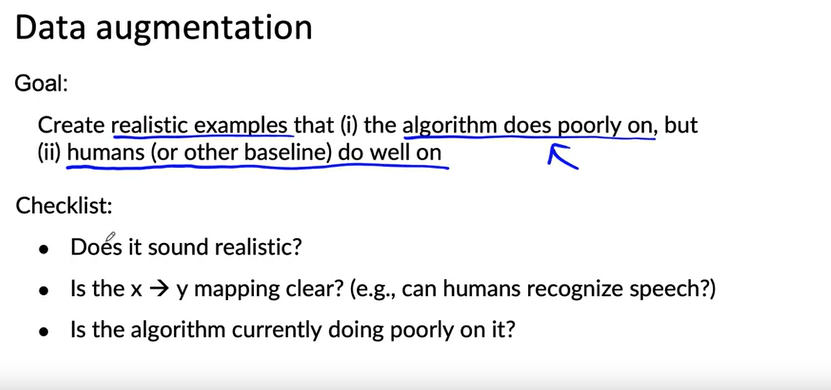 Data augmentation
Goal:
Create realistic examples that (i) the algorithm does poorly on, but
(ii) humans (or other baseline) do well on
Checklist:
• Does it sound realistic?
• Is the x → y mapping clear? (e.g., can humans recognize speech?)
• Is the algorithm currently doing poorly on it?